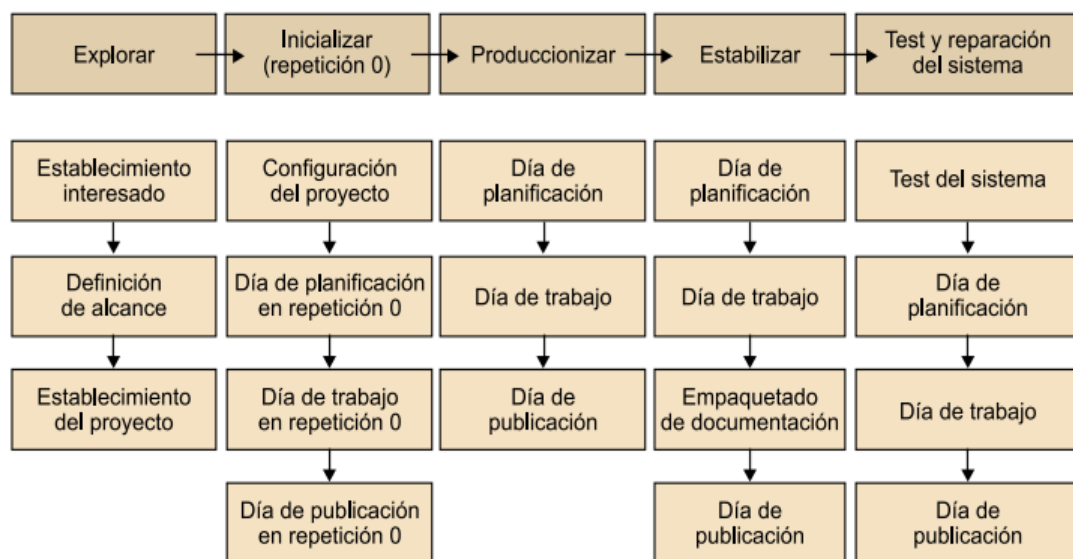 Explorar
Inicializar
(repetición 0)
Produccionizar
Estabilizar
Test y reparación
del sistema
Establecimiento
interesado
Configuración
del proyecto
Día de
planificación
Día de
planificación
Test del sistema
Definición
de alcance
Día de planificación
en repetición 0
Día de trabajo
Día de trabajo
Día de
planificación
Establecimiento
del proyecto
Día de trabajo
en repetición 0
Día de
publicación
Empaquetado
de documentación
Día de trabajo
Día de publicación
en repetición 0
Día de
publicación
Día de
publicación